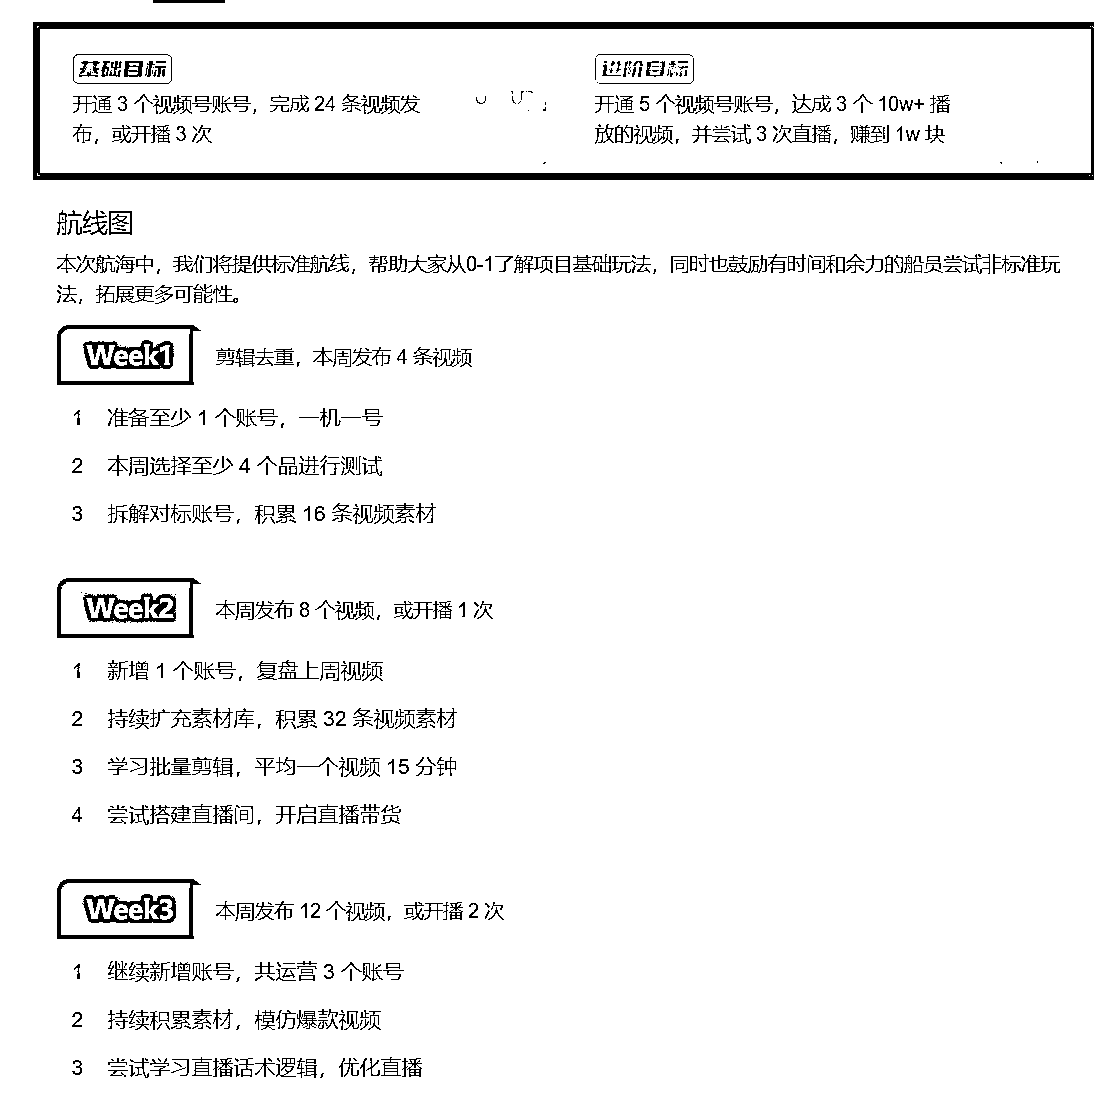 基础目标
开通 3 个视频号账号，完成 24 条视频发
布，或开播 3 次
进阶目标
开通 5 个视频号账号，达成 3 个 10w+ 播
放的视频，并尝试 3 次直播，赚到 1w 块
航线图
本次航海中，我们将提供标准航线，帮助大家从0-1了解项目基础玩法，同时也鼓励有时间和余力的船员尝试非标准玩
法，拓展更多可能性。
Week1 剪辑去重，本周发布 4 条视频
1 准备至少 1 个账号，一机一号
2 本周选择至少 4 个品进行测试
3 拆解对标账号，积累 16 条视频素材
Week2 本周发布 8 个视频，或开播 1 次
1 新增 1 个账号，复盘上周视频
2 持续扩充素材库，积累 32 条视频素材
3 学习批量剪辑，平均一个视频 15 分钟
4 尝试搭建直播间，开启直播带货
Week3 本周发布 12 个视频，或开播 2 次
1 继续新增账号，共运营 3 个账号
2 持续积累素材，模仿爆款视频
3 尝试学习直播话术逻辑，优化直播